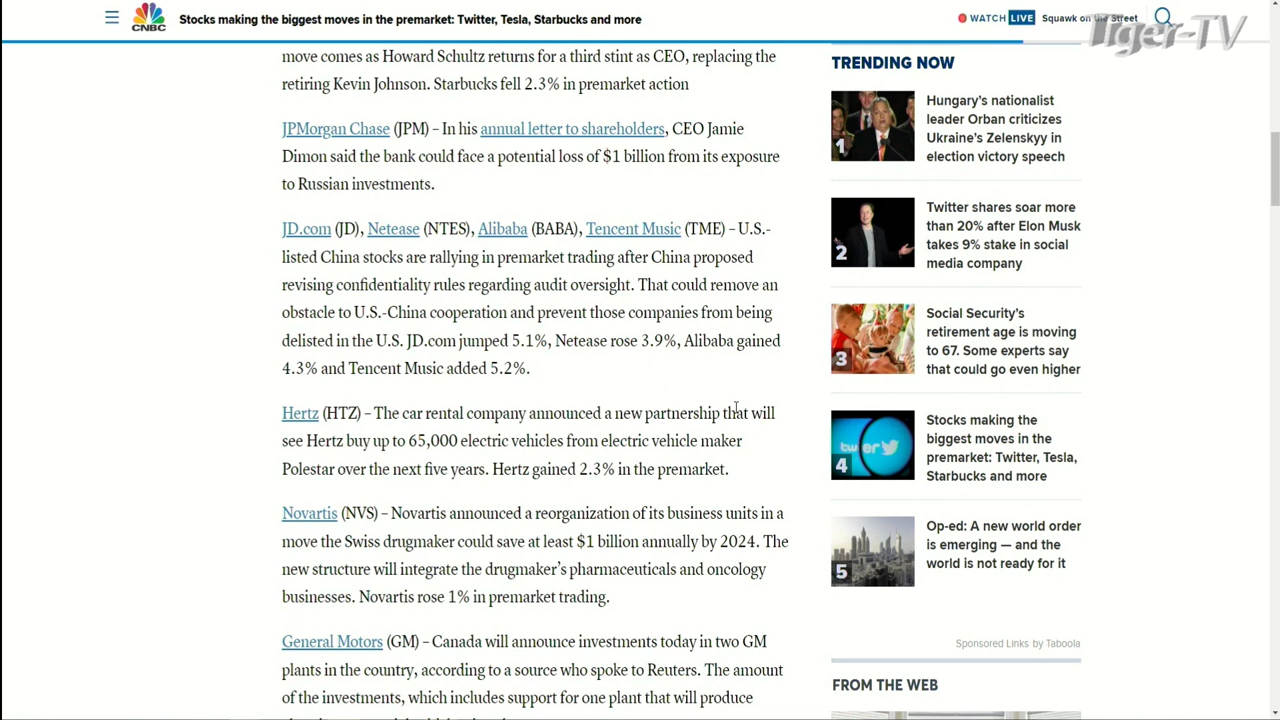 Stocks making the biggest moves in the premarket: Twitter, Tesla, Starbucks and more
WATCH LIVE Squawk on the Street
CNBC
Tiger-TV
move comes as Howard Schultz returns for a third stint as CEO, replacing the
retiring Kevin Johnson. Starbucks fell 2.3% in premarket action
JPMorgan Chase (JPM) – In his annual letter to shareholders, CEO Jamie
Dimon said the bank could face a potential loss of $1 billion from its exposure
to Russian investments.
JD.com (JD), Netease (NTES), Alibaba (BABA), Tencent Music (TME) – U.S.-
listed China stocks are rallying in premarket trading after China proposed
revising confidentiality rules regarding audit oversight. That could remove an
obstacle to U.S.-China cooperation and prevent those companies from being
delisted in the U.S. JD.com jumped 5.1%, Netease rose 3.9%, Alibaba gained
4.3% and Tencent Music added 5.2%.
Hertz (HTZ) – The car rental company announced a new partnership that will
see Hertz buy up to 65,000 electric vehicles from electric vehicle maker
Polestar over the next five years. Hertz gained 2.3% in the premarket.
Novartis (NVS) – Novartis announced a reorganization of its business units in a
move the Swiss drugmaker could save at least $1 billion annually by 2024. The
new structure will integrate the drugmaker's pharmaceuticals and oncology
businesses. Novartis rose 1% in premarket trading.
General Motors (GM) – Canada will announce investments today in two GM
plants in the country, according to a source who spoke to Reuters. The amount
of the investments, which includes support for one plant that will produce
TRENDING NOW
1
Hungary's nationalist
leader Orban criticizes
Ukraine's Zelenskyy in
election victory speech
2
Twitter shares soar more
than 20% after Elon Musk
takes 9% stake in social
media company
3
Social Security's
retirement age is moving
to 67. Some experts say
that could go even higher
4
Stocks making the
biggest moves in the
premarket: Twitter, Tesla,
Starbucks and more
5
Op-ed: A new world order
is emerging — and the
world is not ready for it
Sponsored Links by Taboola
FROM THE WEB